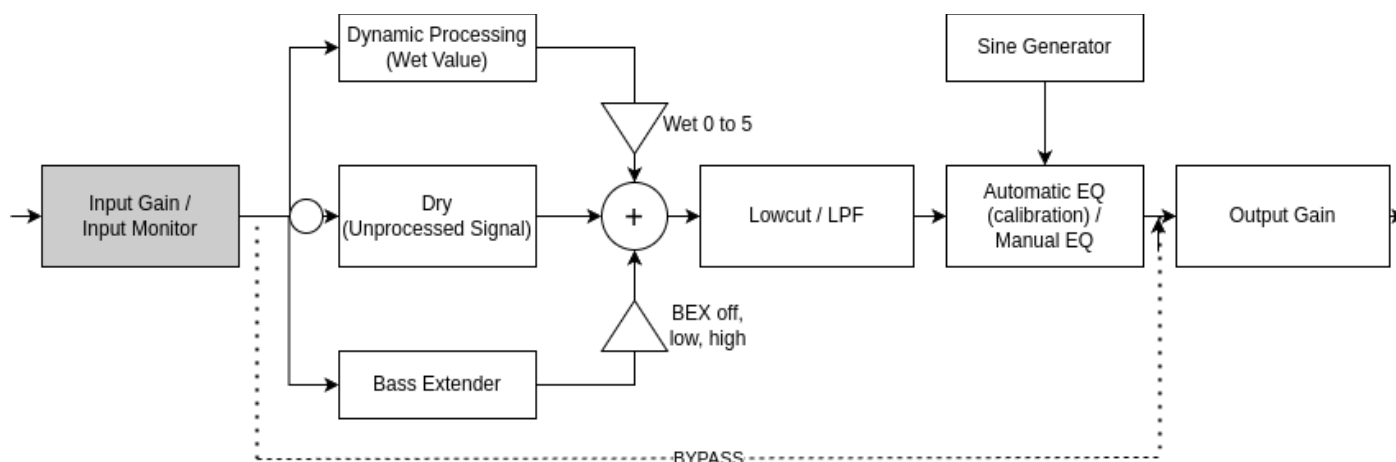 Dynamic Processing
(Wet Value)
Sine Generator
Wet 0 to 5
Input Gain /
Input Monitor
Dry
(Unprocessed Signal)
+
Lowcut / LPF
Automatic EQ
(calibration) /
Manual EQ
Output Gain
BEX off,
low, high
Bass Extender
BYPASS